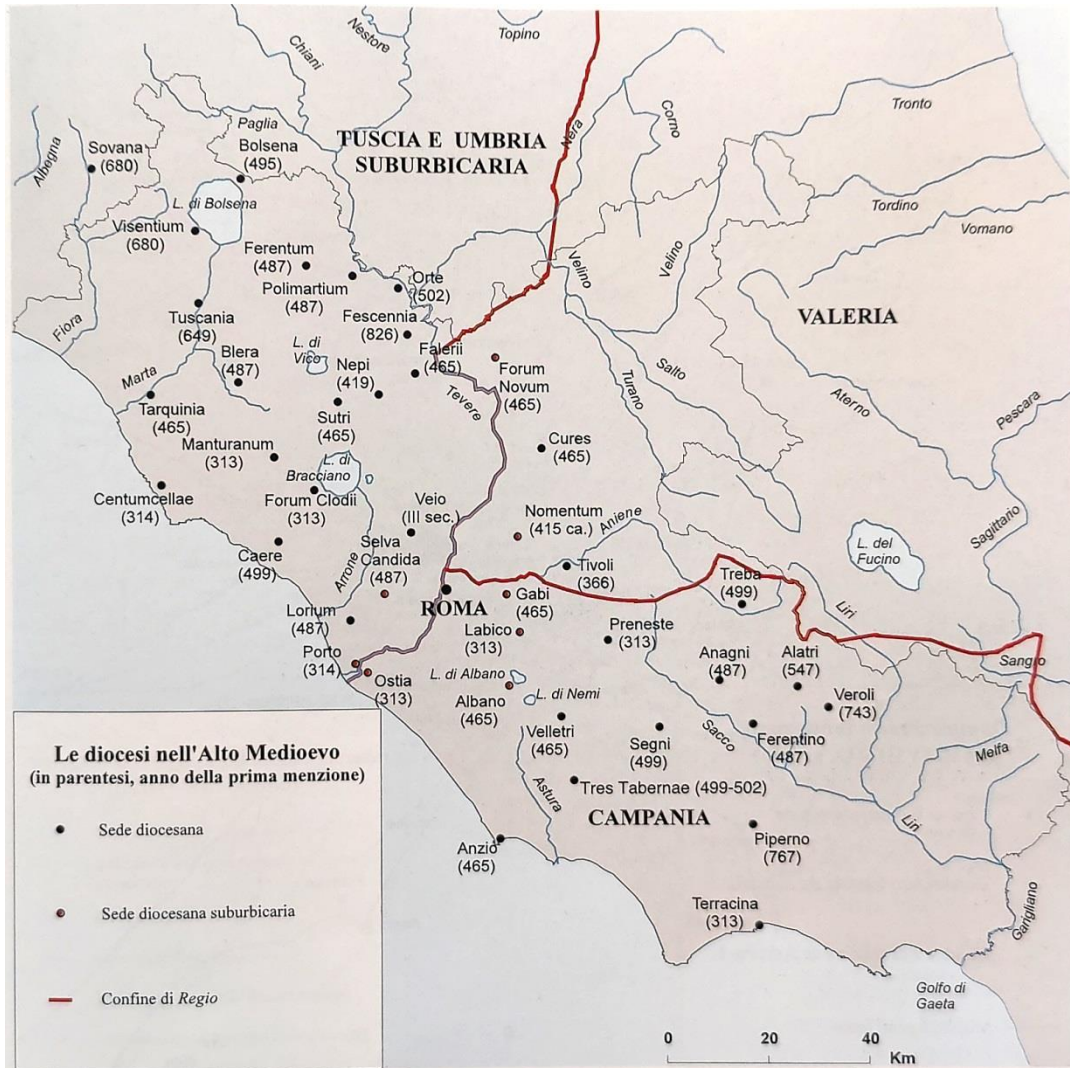 Topino
Nestore
Chiani
Corno
Tronto
Paglia
TUSCIA E UMBRIA
SUBURBICARIA
Nera
Albegna
Sovana
(680)
Bolsena
(495)
L. di Bolsena
Tordino
Vomano
Visentium
(680)
Velino
Velino
Ferentum
(487)
Polimartium
(487)
Orte
(502)
VALERIA
Fiora
Tuscania
(649)
Fescennia
(826)
L. di
Vico
Blera
(487)
Nepi
(419)
Falerii
(465)
Forum
Novum
(465)
Tevere
Turano
Salto
Aterno
Pescara
Marta
Tarquinia
(465)
Sutri
(465)
Manturanum
(313)
L. di
Bracciano
Cures
(465)
Centumcellae
(314)
Forum Clodii
(313)
Veio
(III sec.)
Nomentum
(415 ca.)
Aniene
Sagittario
L. del
Fucino
Caere
(499)
Arrone
Selva
Candida
(487)
Tivoli
(366)
Treba
(499)
Liri
ROMA
Gabi
(465)
Lorium
(487)
Labico
(313)
Preneste
(313)
Porto
(314)
Ostia
(313)
L. di Albano
Anagni
(487)
Alatri
(547)
Sangro
Albano
(465)
L. di Nemi
Veroli
(743)
Velletri
(465)
Segni
(499)
Sacco
Ferentino
(487)
Melfa
Astura
Tres Tabernae (499-502)
CAMPANIA
Liri
Anzio
(465)
Piperno
(767)
Terracina
(313)
Garigliano
Golfo di
Gaeta
Le diocesi nell'Alto Medioevo
(in parentesi, anno della prima menzione)
Sede diocesana
Sede diocesana suburbicaria
Confine di Regio
0 20 40
Km